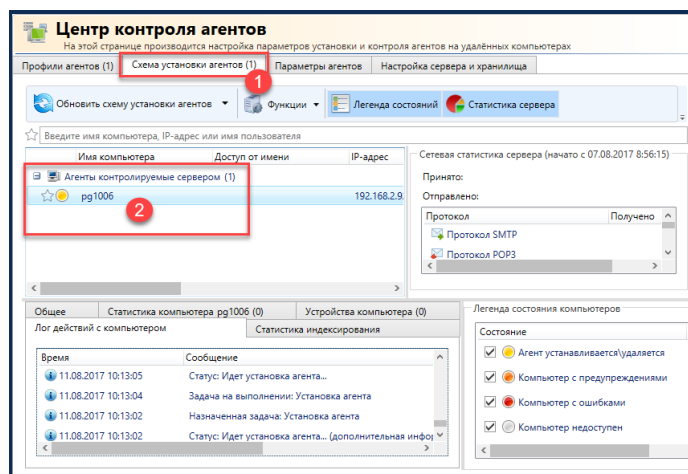 Центр контроля агентов
На этой странице производится настройка параметров установки и контроля агентов на удалённых компьютерах
Профили агентов (1) Схема установки агентов (1) Параметры агентов Настройка сервера и хранилища
1
Обновить схему установки агентов Функции Легенда состояний Статистика сервера
Введите имя компьютера, IP-адрес или имя пользователя
Имя компьютера Доступ от имени IP-адрес
Агенты контролируемые сервером (1)
pg1006 192.168.2.9
2
Сетевая статистика сервера (начато с 07.08.2017 8:56:15)
Принято:
Отправлено:
Протокол Получено
Протокол SMTP
Протокол POP3
Общее Статистика компьютера pg1006 (0) Устройства компьютера (0)
Лог действий с компьютером Статистика индексирования
Время Сообщение
11.08.2017 10:13:05 Статус: Идет установка агента...
11.08.2017 10:13:04 Задача на выполнении: Установка агента
11.08.2017 10:13:02 Назначенная задача: Установка агента
11.08.2017 10:13:02 Статус: Идет установка агента... (дополнительная
Легенда состояния компьютеров
Состояние
Агент устанавливается\удаляется
Компьютер с предупреждениями
Компьютер с ошибками
Компьютер недоступен